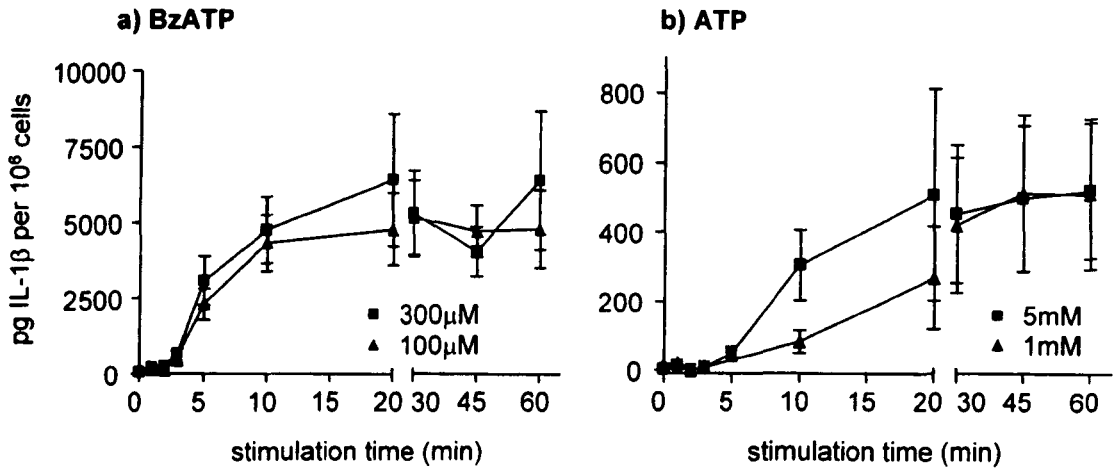 a) BzATP
pg IL-1β per 10⁶ cells
10000
7500
5000
2500
0
300μM
100μM
0 5 10 15 20 30 45 60
stimulation time (min)
b) ATP
800
600
400
200
0
5mM
1mM
0 5 10 15 20 30 45 60
stimulation time (min)